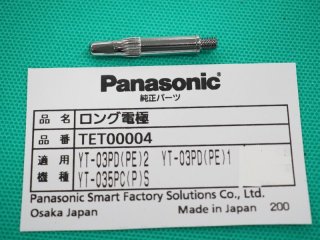 Panasonic
純正パーツ
品名 ロング電極
品番 TET00004
適用 YT-03PD(PE)2 YT-03PD(PE)1
機種 YT-035PC(P)S
Panasonic Smart Factory Solutions Co., Ltd.
Osaka Japan Made in Japan 200